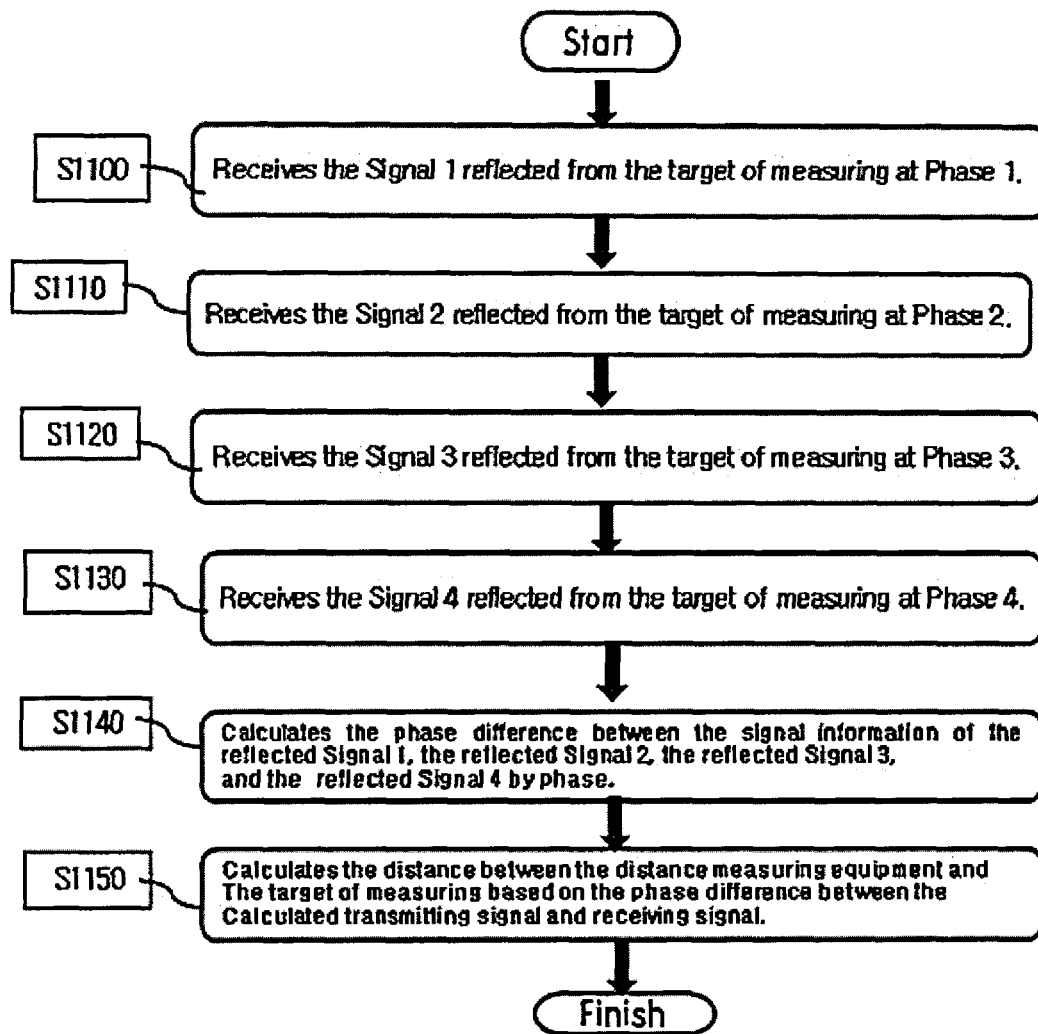 Start
S1100
Receives the Signal 1 reflected from the target of measuring at Phase 1.
S1110
Receives the Signal 2 reflected from the target of measuring at Phase 2.
S1120
Receives the Signal 3 reflected from the target of measuring at Phase 3.
S1130
Receives the Signal 4 reflected from the target of measuring at Phase 4.
S1140
Calculates the phase difference between the signal information of the
reflected Signal 1, the reflected Signal 2, the reflected Signal 3,
and the reflected Signal 4 by phase.
S1150
Calculates the distance between the distance measuring equipment and
The target of measuring based on the phase difference between the
Calculated transmitting signal and receiving signal.
Finish